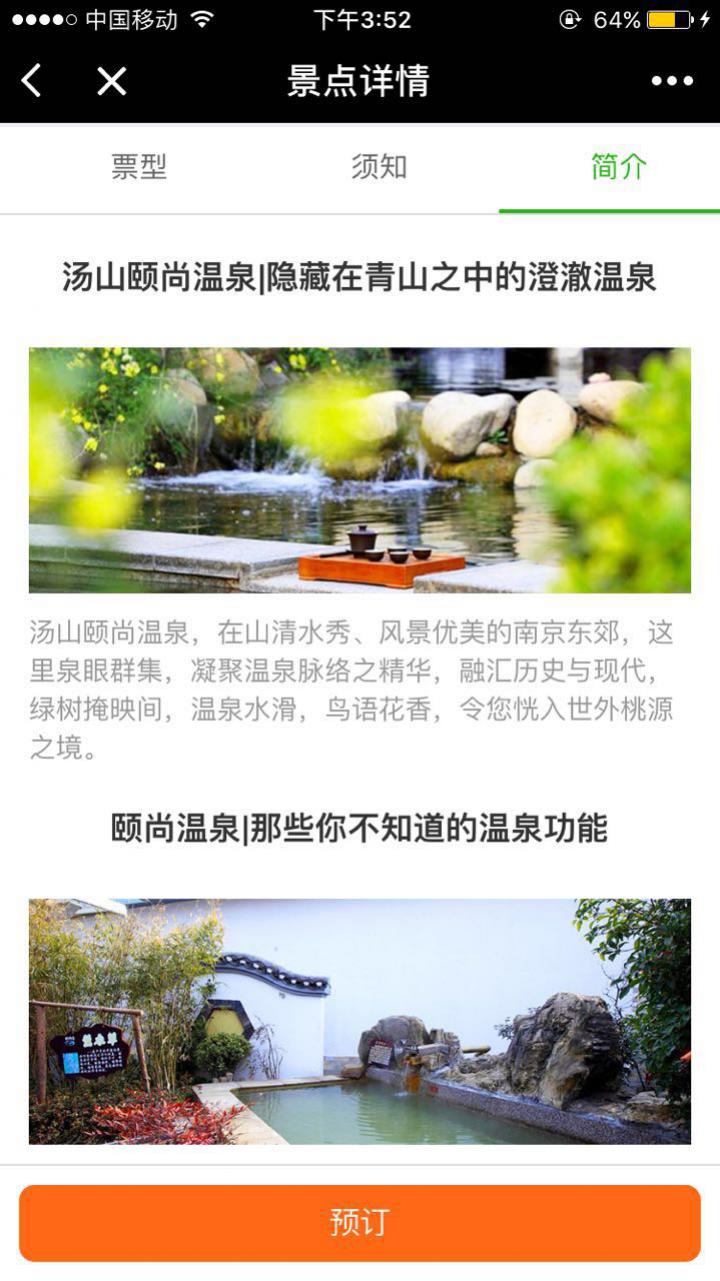 中国移动
下午3:52
64%
景点详情
票型
须知
简介
汤山颐尚温泉|隐藏在青山之中的澄澈温泉
汤山颐尚温泉，在山清水秀、风景优美的南京东郊，这
里泉眼群集，凝聚温泉脉络之精华，融汇历史与现代，
绿树掩映间，温泉水滑，鸟语花香，令您恍入世外桃源
之境。
颐尚温泉|那些你不知道的温泉功能
预订